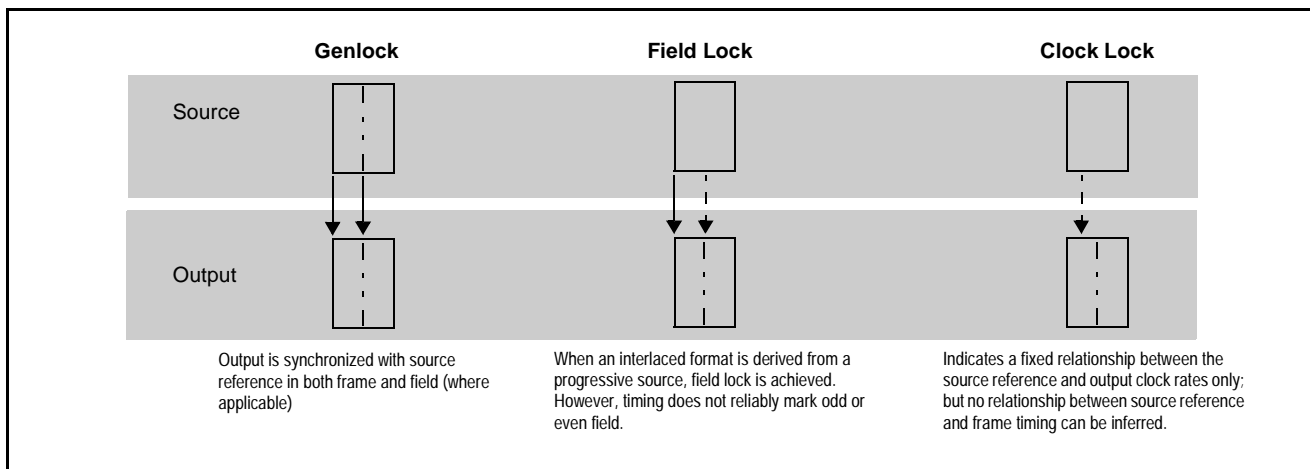 Genlock
Field Lock
Clock Lock
Source
Output
Output is synchronized with source
reference in both frame and field (where
applicable)
When an interlaced format is derived from a
progressive source, field lock is achieved.
However, timing does not reliably mark odd or
even field.
Indicates a fixed relationship between the
source reference and output clock rates only;
but no relationship between source reference
and frame timing can be inferred.